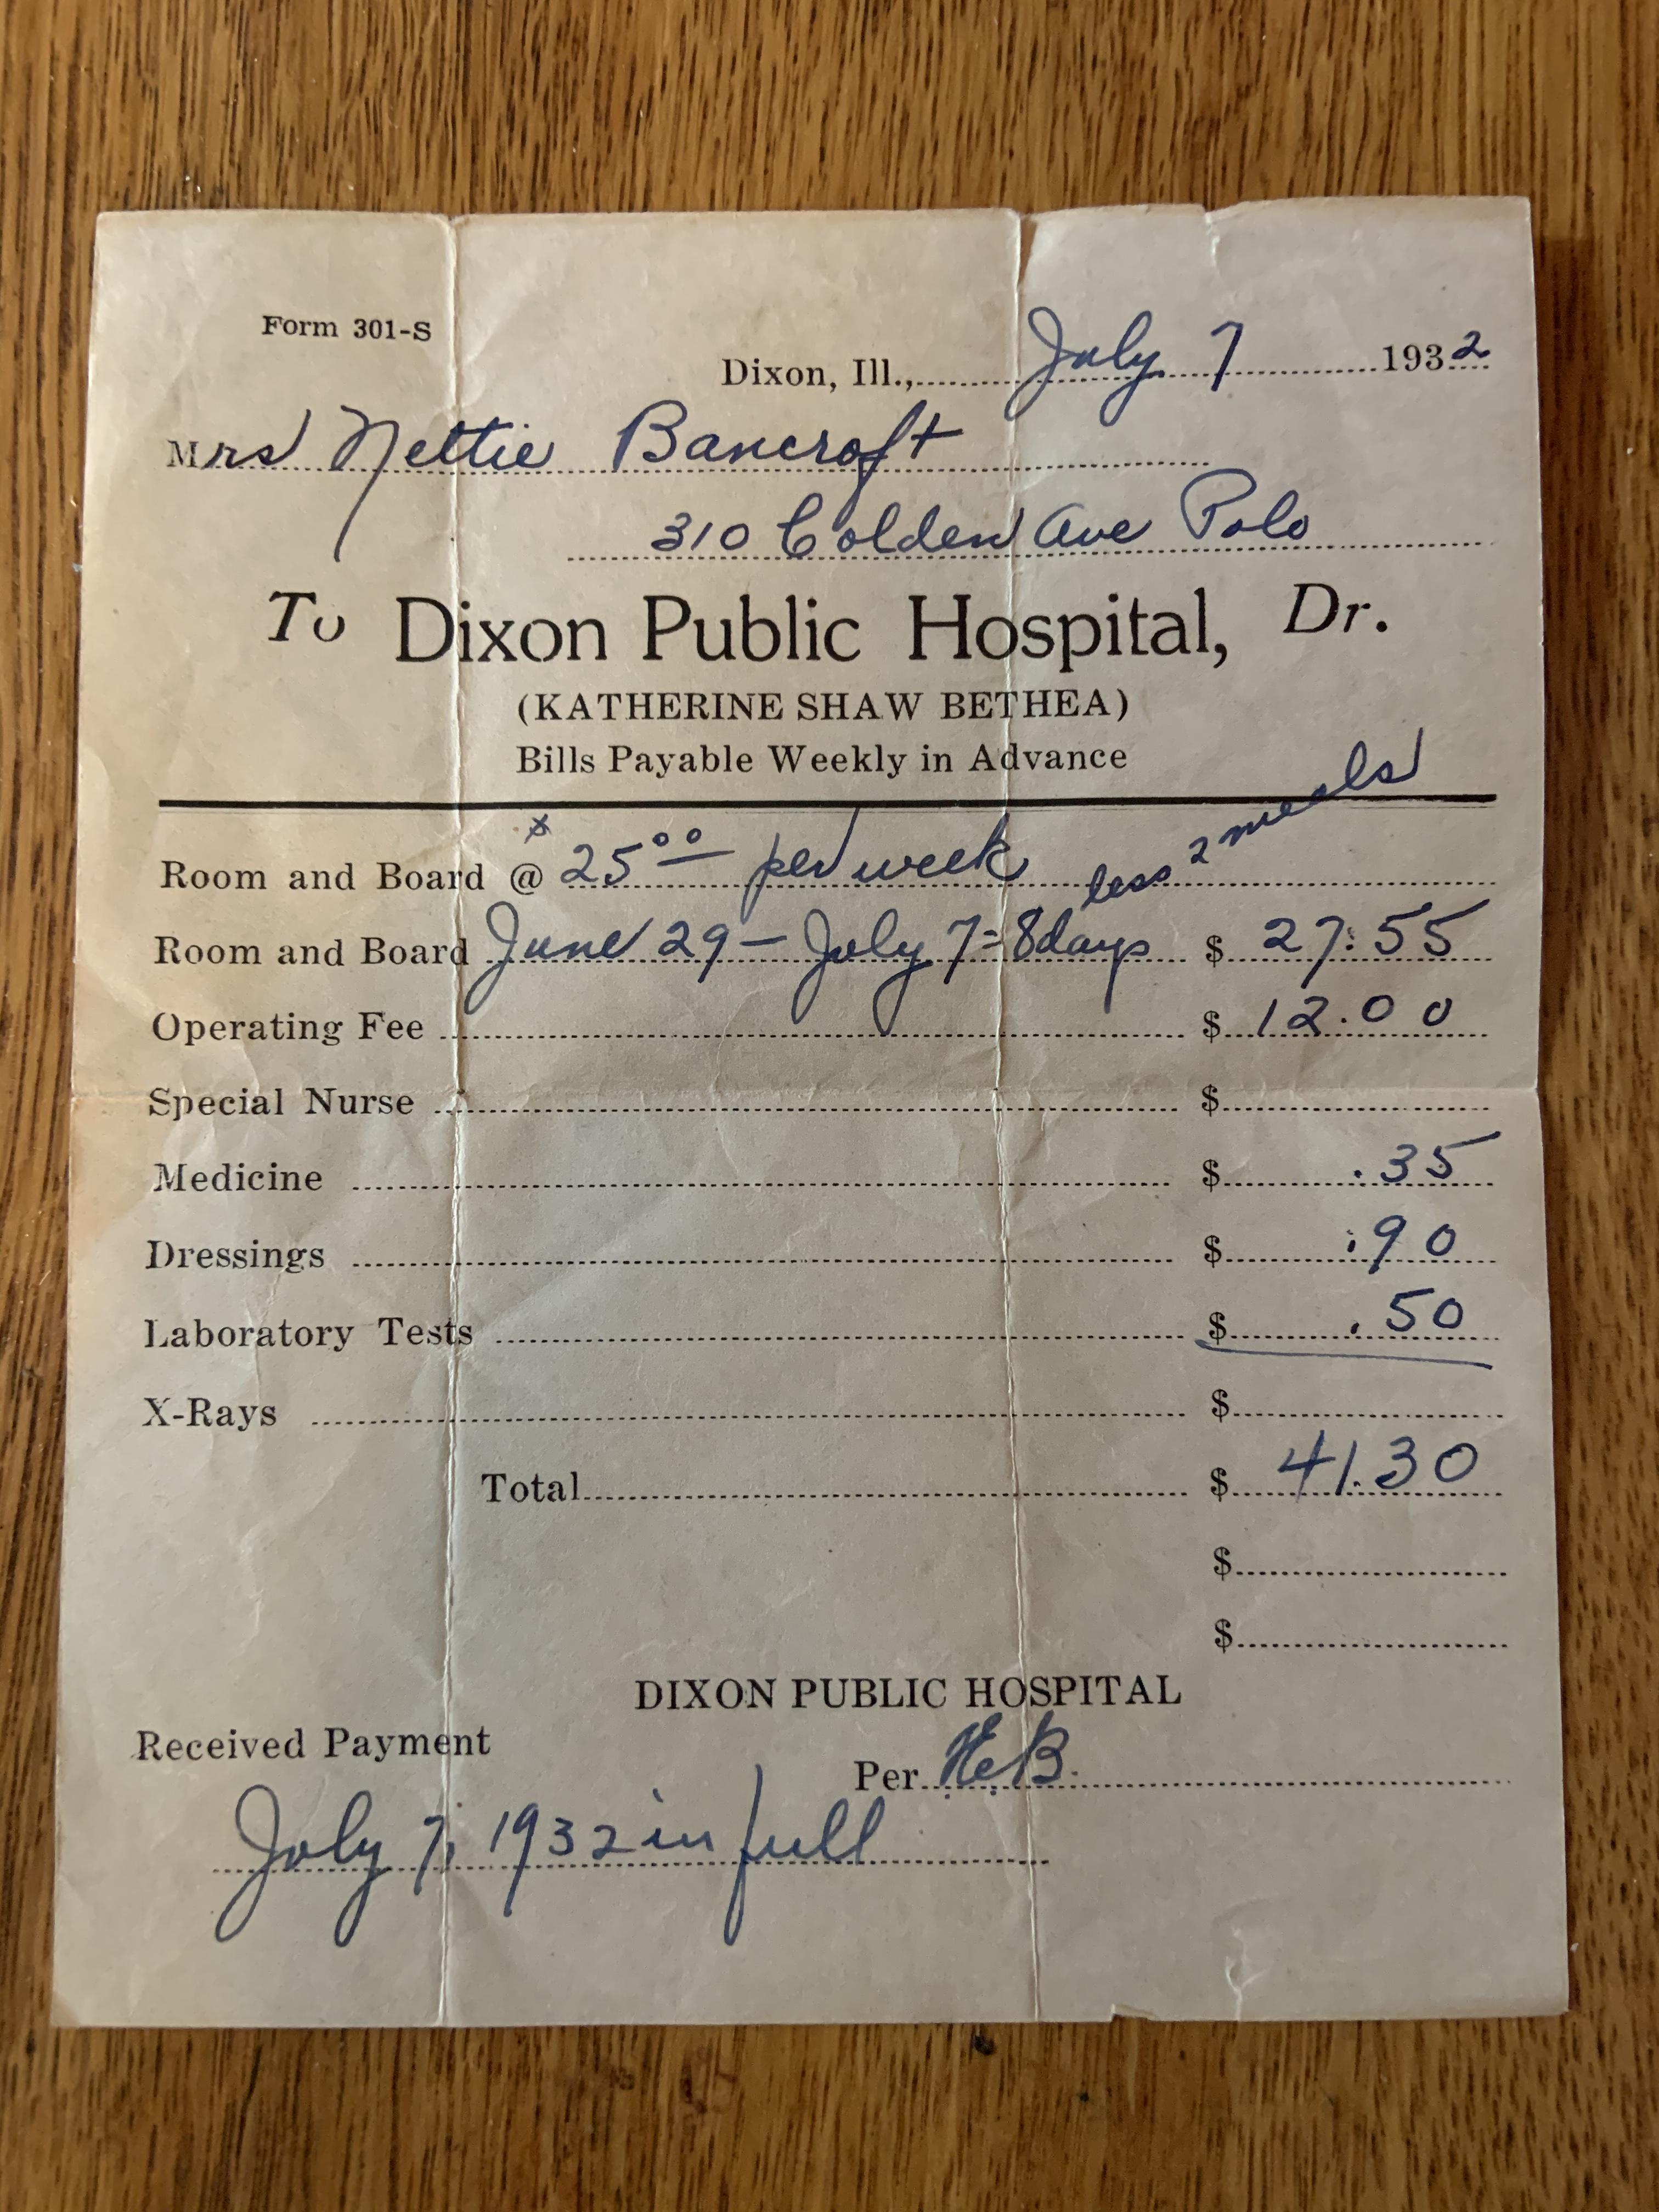 Form 301-S
Dixon, Ill., July 7 1932
Mrs Nettie Bancroft
310 Colden Ave Polo
To Dixon Public Hospital, Dr.
(KATHERINE SHAW BETHEA)
Bills Payable Weekly in Advance
Room and Board @ $25.00 per week less 2 meals
Room and Board June 29 - July 7 = 8 days $ 27.55
Operating Fee $ 12.00
Special Nurse $
Medicine $ .35
Dressings $ .90
Laboratory Tests $ .50
X-Rays $
Total $ 41.30
$
$
DIXON PUBLIC HOSPITAL
Received Payment
Per
July 7, 1932 in full